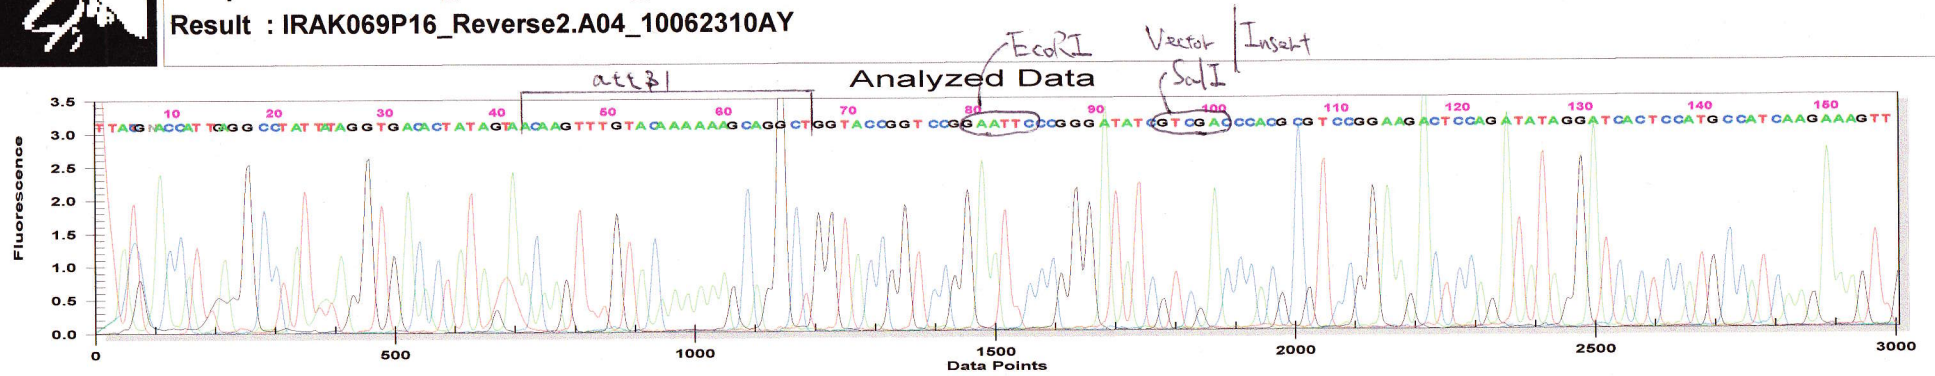 Result : IRAK069P16_Reverse2.A04_10062310AY
EcoRI
Vector | Insert
attB1
Analyzed Data
SalI
3.5
10 20 30 40 50 60 70 80 90 100 110 120 130 140 150
CCATT AGGCCTATTATAGGTGACACTATAGTAACAAGTTTGTACAAAAAAGCAGGCTGGTACCGGTCCGGAATTCCCGGGATATCGTCGACCCACGCGTCCGGAAGACTCCAGATATAGGATCACTCCATGCCATCAAGAAAGTT
3.0
2.5
2.0
1.5
1.0
0.5
0.0
Fluorescence
0 500 1000 1500 2000 2500 3000
Data Points